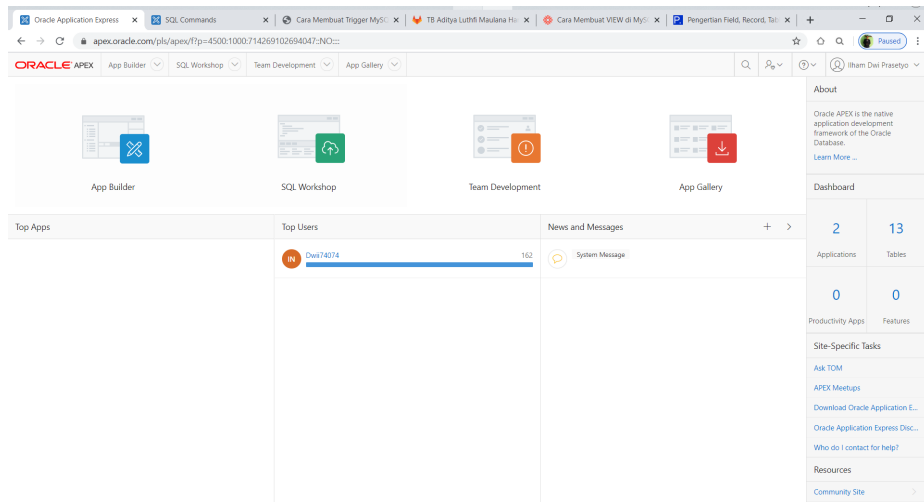 Oracle Application Express
SQL Commands
Cara Membuat Trigger MySQ
TB Aditya Luthfi Maulana Ha
Cara Membuat VIEW di MyS
Pengertian Field, Record, Tab
apex.oracle.com/pls/apex/f?p=4500:1000:714269102694047::NO::::
Paused
ORACLE APEX
App Builder
SQL Workshop
Team Development
App Gallery
Ilham Dwi Prasetyo
App Builder
SQL Workshop
Team Development
App Gallery
Top Apps
Top Users
IN
Dwii74074
162
News and Messages
System Message
About
Oracle APEX is the native
application development
framework of the Oracle
Database.
Learn More ...
Dashboard
2
13
Applications
Tables
0
0
Productivity Apps
Features
Site-Specific Tasks
Ask TOM
APEX Meetups
Download Oracle Application E...
Oracle Application Express Disc...
Who do I contact for help?
Resources
Community Site